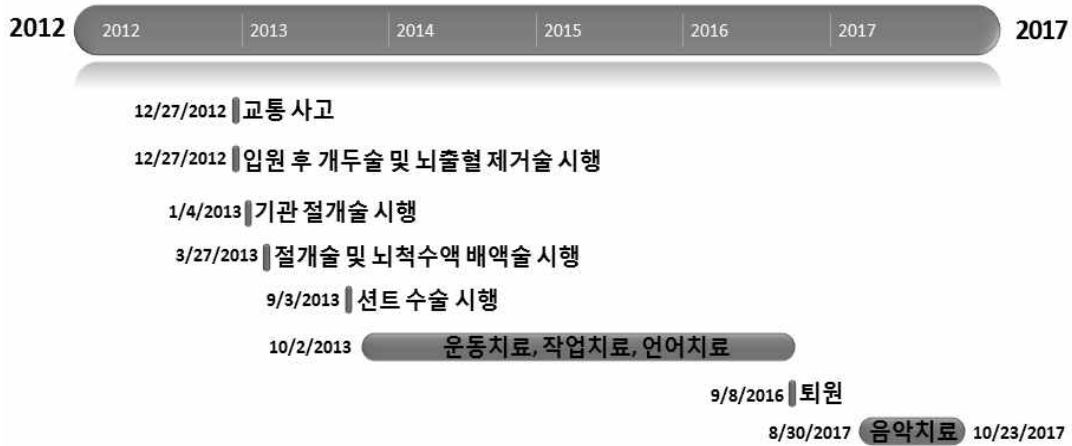 2012 2012 2013 2014 2015 2016 2017 2017
12/27/2012 교통 사고
12/27/2012 입원 후 개두술 및 뇌출혈 제거술 시행
1/4/2013 기관 절개술 시행
3/27/2013 절개술 및 뇌척수액 배액술 시행
9/3/2013 션트 수술 시행
10/2/2013 운동치료, 작업치료, 언어치료
9/8/2016 퇴원
8/30/2017 음악치료 10/23/2017